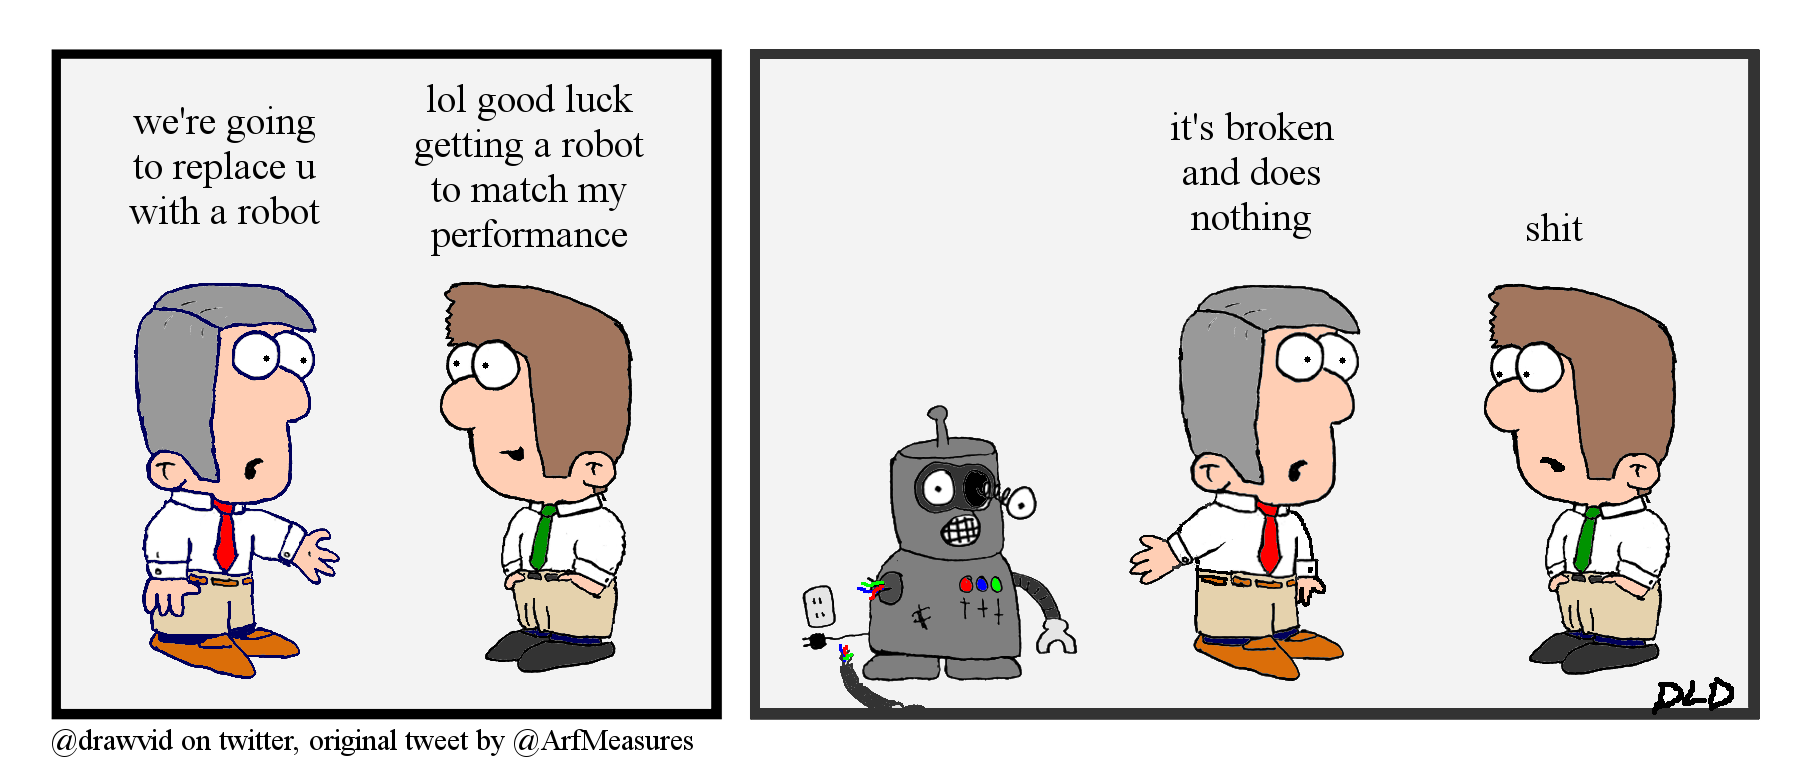 we're going
to replace u
with a robot
lol good luck
getting a robot
to match my
performance
it's broken
and does
nothing
shit
DLD
@drawvid on twitter, original tweet by @ArfMeasures